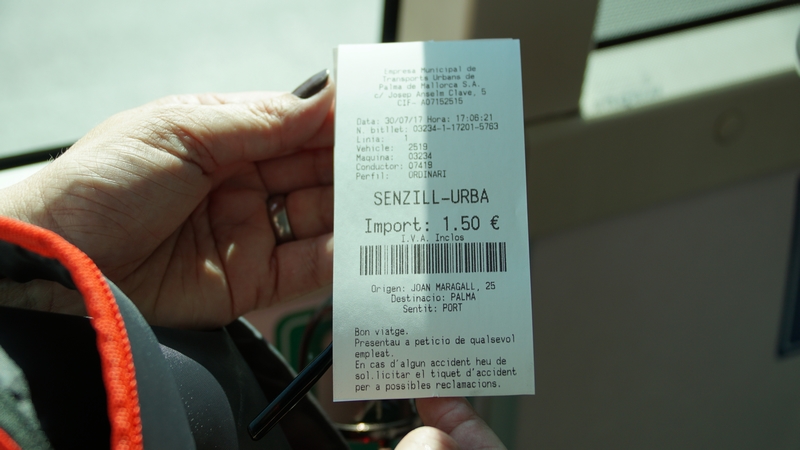 Empresa Municipal de
Transporte Urbans de
Palma de Mallorca S.A.
c/ Josep Anselm Clave, 5
CIF- A07152515
Data: 30/07/17 Hora: 17:06:21
N. bitllet: 03234-1-17201-5763
Linia: 1
Vehicle: 2519
Maquina: 03234
Conductor: 07419
Perfil: ORDINARI
SENZILL-URBA
Import: 1.50 €
I.V.A. Inclos
Origen: JOAN MARAGALL, 25
Destinacio: PALMA
Sentit: PORT
Bon viatge.
Presentau a peticio de qualsevol
empleat.
En cas d'algun accident heu de
sol.licitar el tiquet d'accident
per a possibles reclamacions.